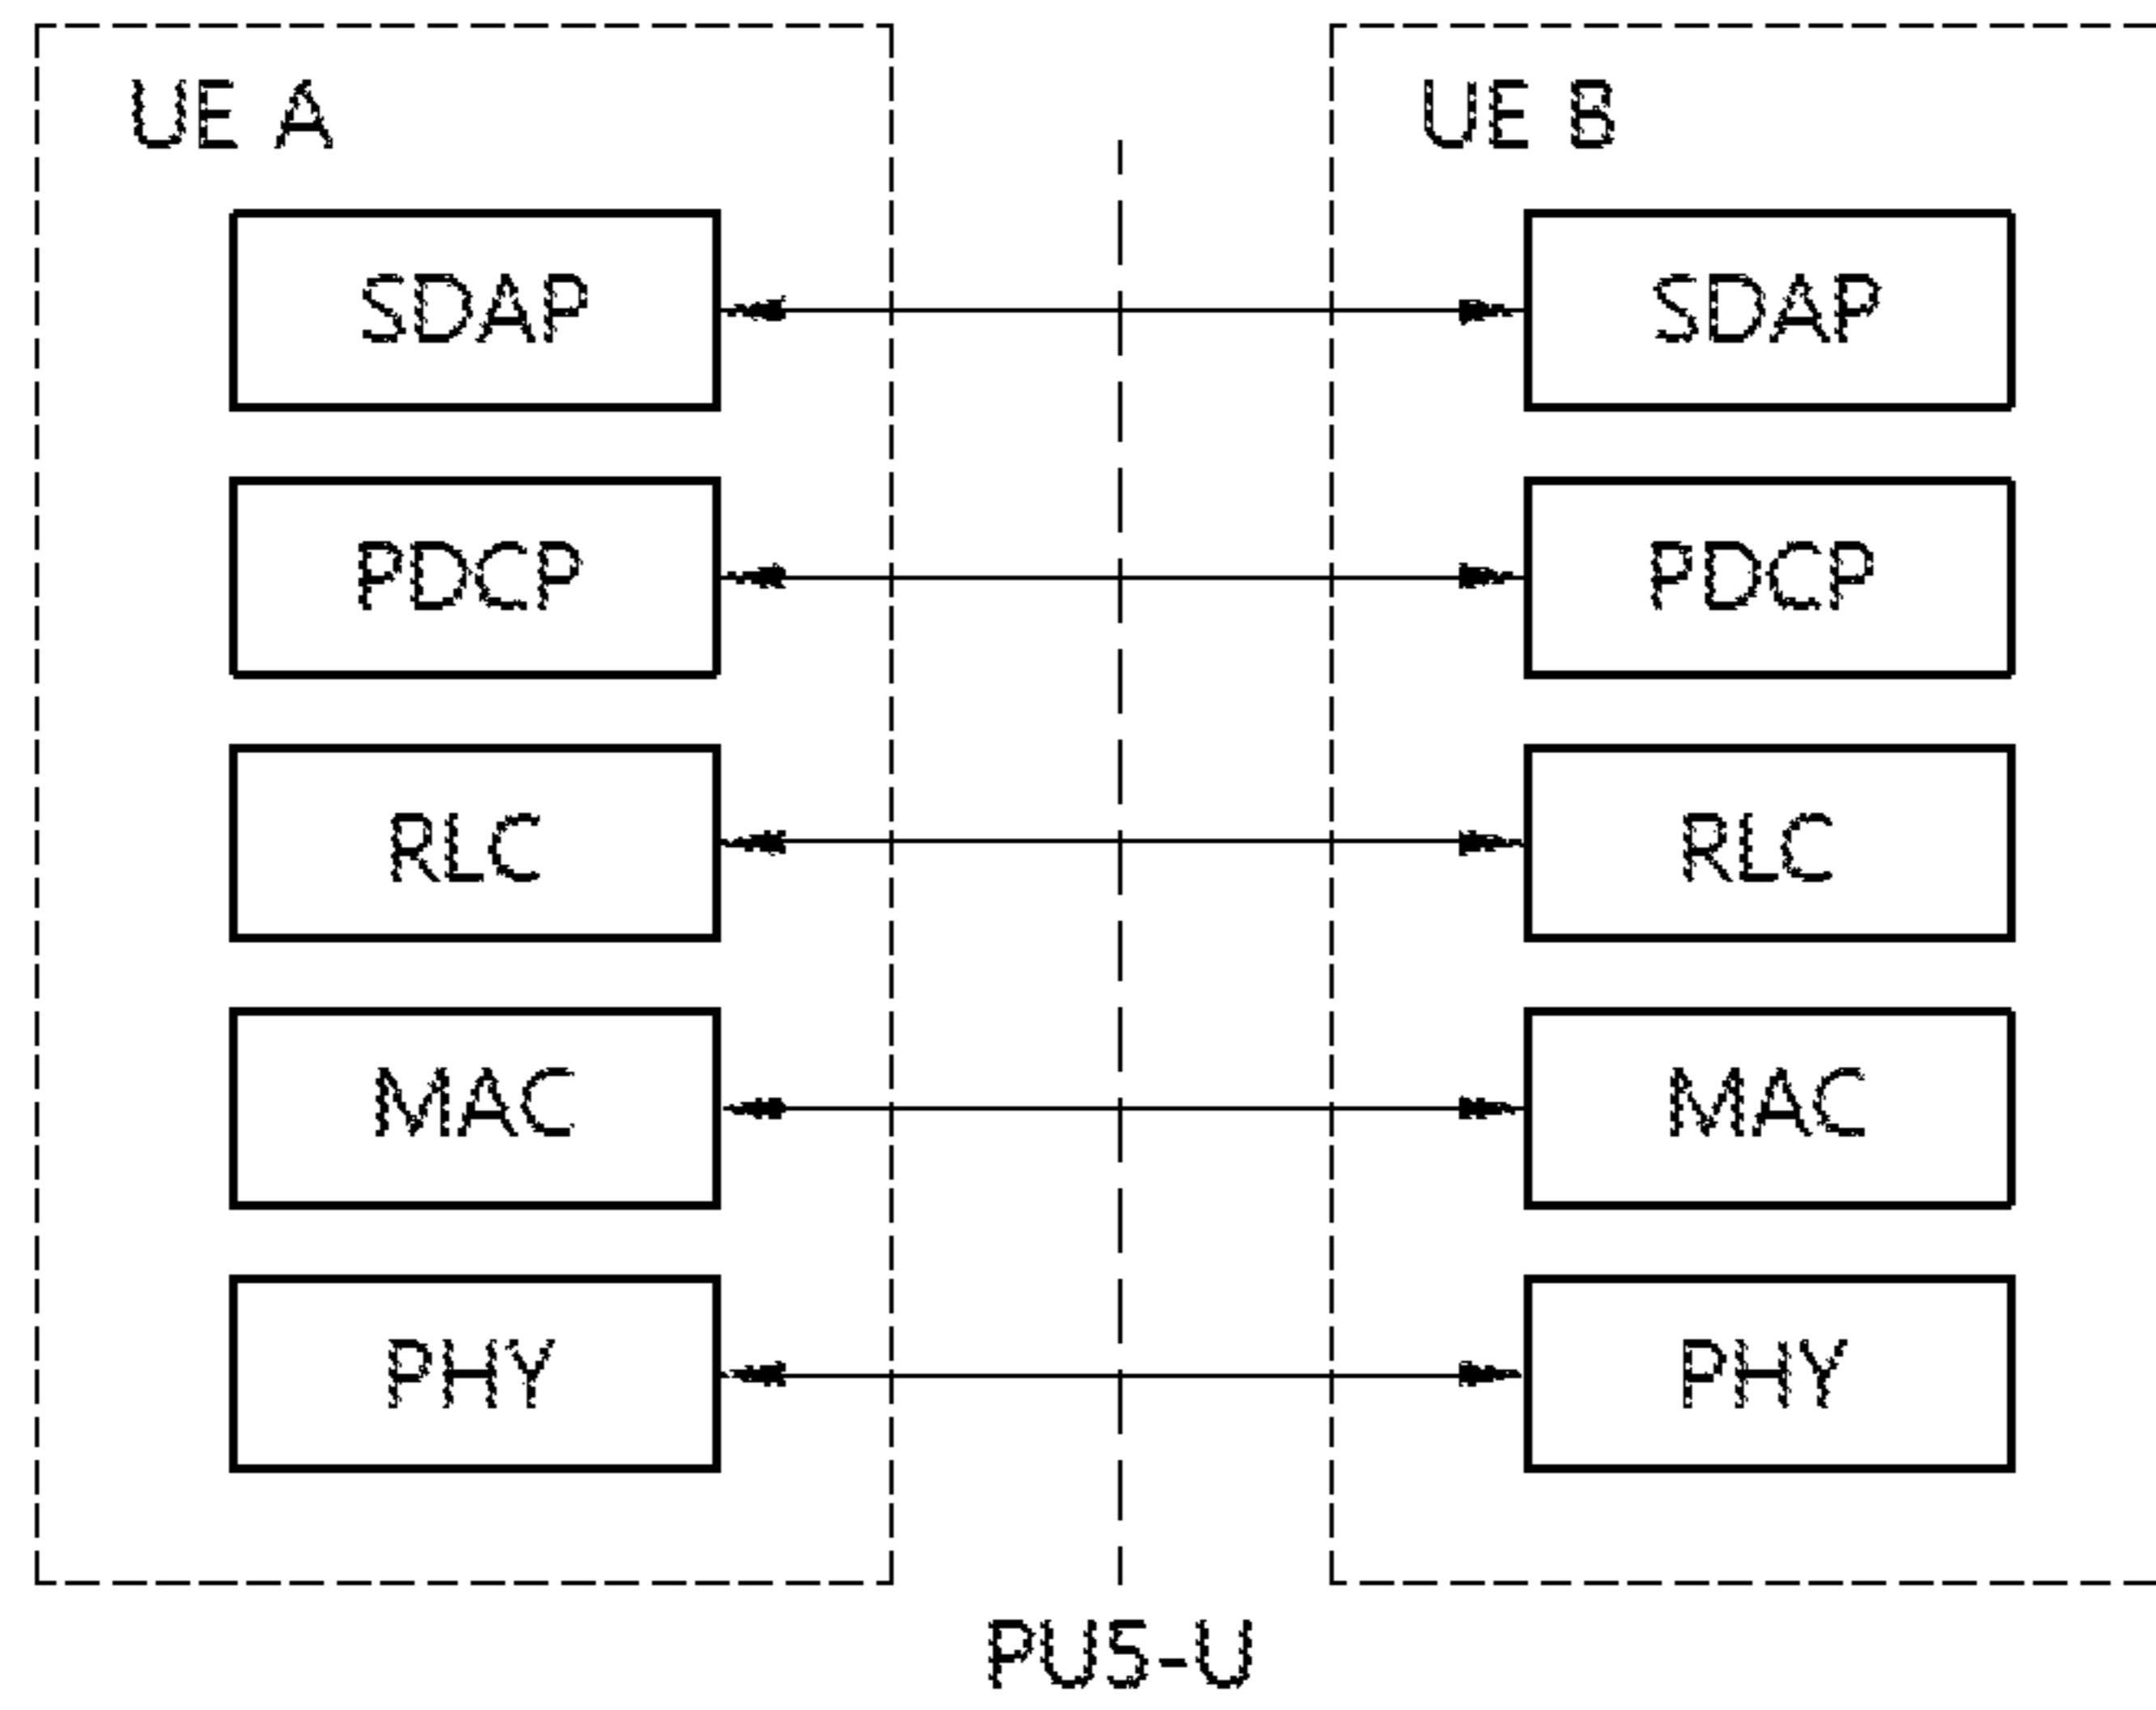 UE A
UE B
SDAP
SDAP
PDCP
PDCP
RLC
RLC
MAC
MAC
PHY
PHY
PU5-U